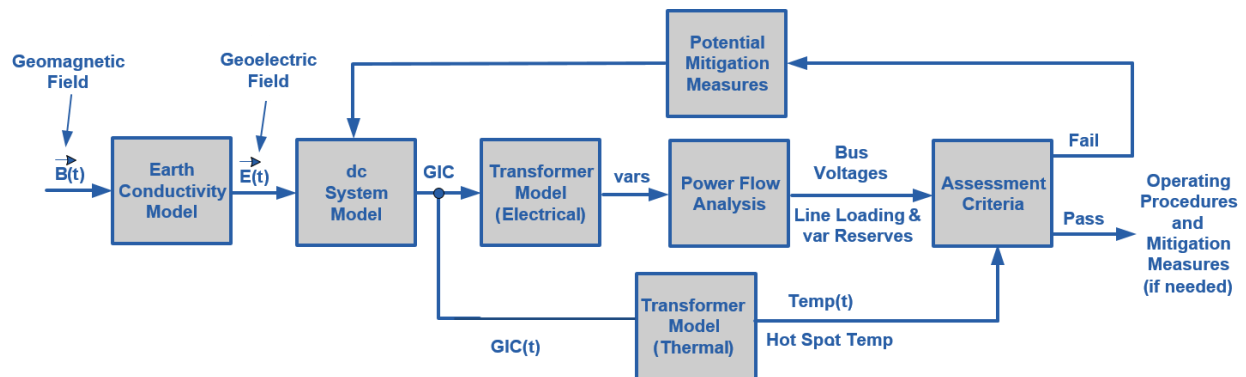 Geomagnetic
Field
Geoelectric
Field
B(t)
Earth
Conductivity
Model
E(t)
dc
System
Model
GIC
Transformer
Model
(Electrical)
vars
Power Flow
Analysis
Bus
Voltages
Line Loading &
var Reserves
Assessment
Criteria
Fail
Potential
Mitigation
Measures
Pass
Operating
Procedures
and
Mitigation
Measures
(if needed)
GIC(t)
Transformer
Model
(Thermal)
Temp(t)
Hot Spot Temp